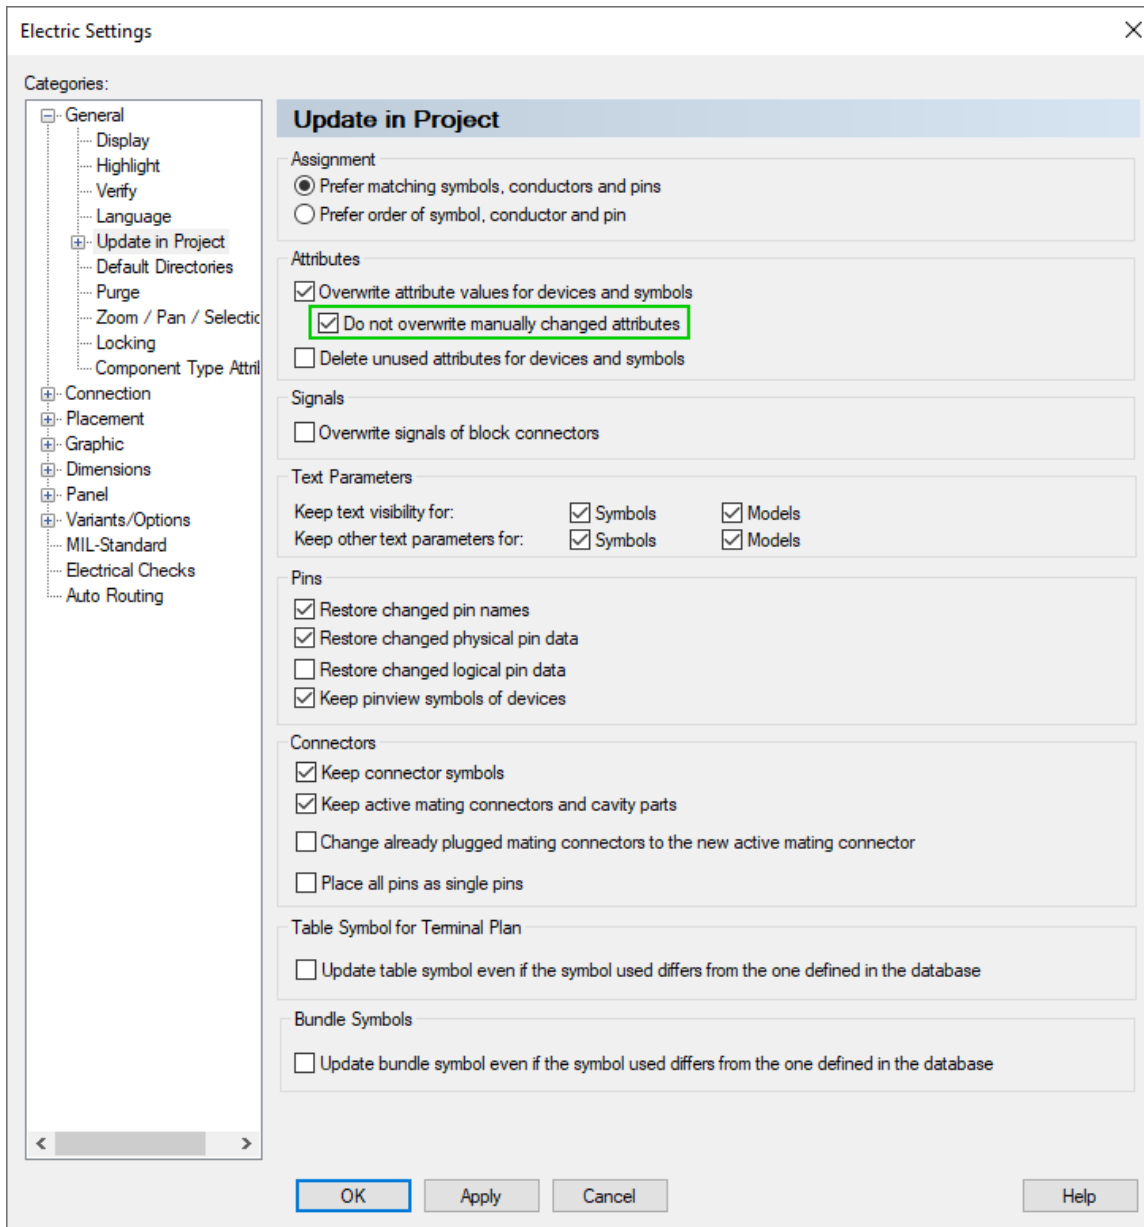 Electric Settings
Categories:
General
Display
Highlight
Verify
Language
Update in Project
Default Directories
Purge
Zoom / Pan / Selectic
Locking
Component Type Attril
Connection
Placement
Graphic
Dimensions
Panel
Variants/Options
MIL-Standard
Electrical Checks
Auto Routing
Update in Project
Assignment
Prefer matching symbols, conductors and pins
Prefer order of symbol, conductor and pin
Attributes
Overwrite attribute values for devices and symbols
Do not overwrite manually changed attributes
Delete unused attributes for devices and symbols
Signals
Overwrite signals of block connectors
Text Parameters
Keep text visibility for: Symbols Models
Keep other text parameters for: Symbols Models
Pins
Restore changed pin names
Restore changed physical pin data
Restore changed logical pin data
Keep pinview symbols of devices
Connectors
Keep connector symbols
Keep active mating connectors and cavity parts
Change already plugged mating connectors to the new active mating connector
Place all pins as single pins
Table Symbol for Terminal Plan
Update table symbol even if the symbol used differs from the one defined in the database
Bundle Symbols
Update bundle symbol even if the symbol used differs from the one defined in the database
OK Apply Cancel Help